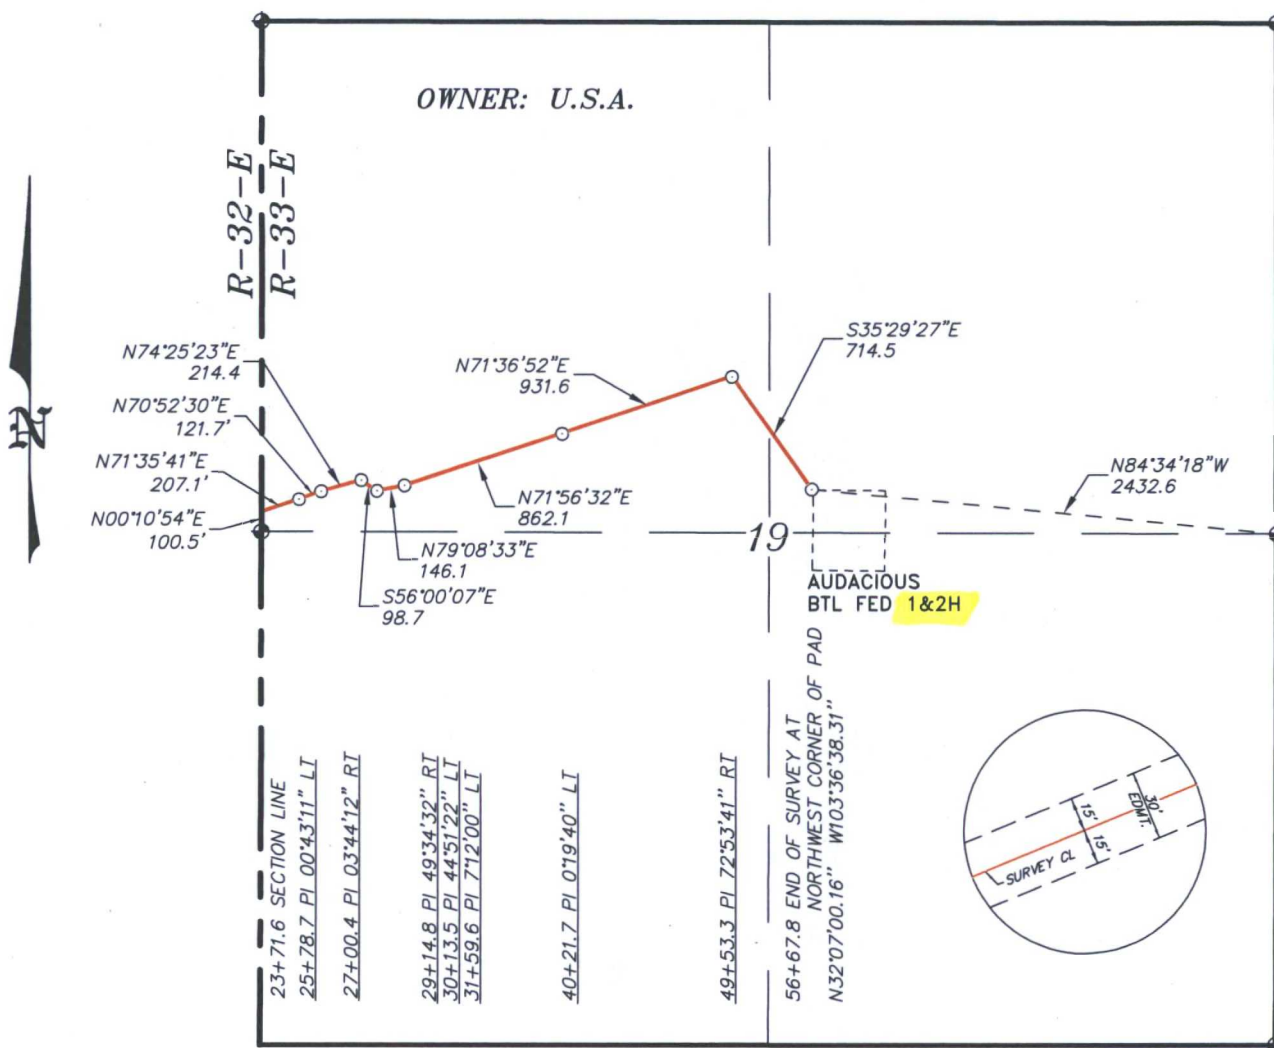 OWNER: U.S.A.
R-32-E
R-33-E
N
N74°25'23"E
214.4
N70°52'30"E
121.7'
N71°35'41"E
207.1'
N00°10'54"E
100.5'
N71°36'52"E
931.6
S35°29'27"E
714.5
N84°34'18"W
2432.6
N71°56'32"E
862.1
N79°08'33"E
146.1
S56°00'07"E
98.7
19
AUDACIOUS
BTL FED 1&2H
23+71.6 SECTION LINE
25+78.7 PI 00°43'11" LT
27+00.4 PI 03°44'12" RT
29+14.8 PI 49°34'32" RT
30+13.5 PI 44°51'22" LT
31+59.6 PI 7°12'00" LT
40+21.7 PI 0°19'40" LT
49+53.3 PI 72°53'41" RT
56+67.8 END OF SURVEY AT
NORTHWEST CORNER OF PAD
N32°07'00.16" W103°36'38.31"
15'
15'
30'
EDMT.
SURVEY CL